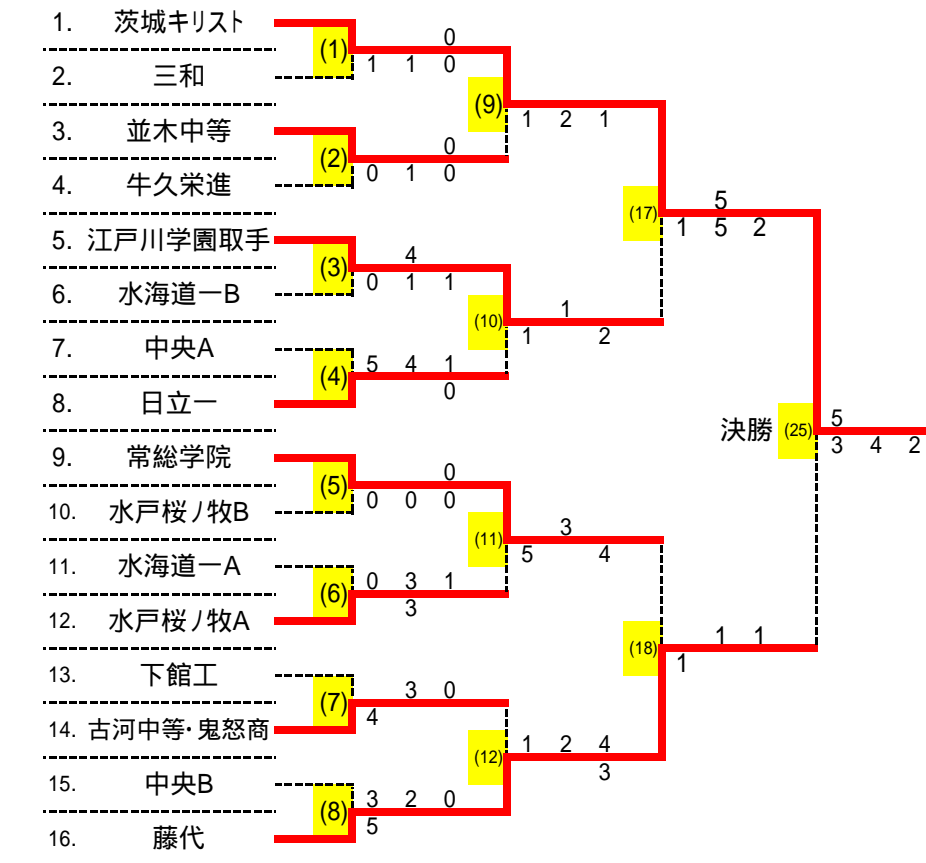 1. 茨城キリスト
(1)
0
1 1 0
2. 三和
(9)
1 2 1
3. 並木中等
(2)
0
0 1 0
4. 牛久栄進
(17)
5
1 5 2
5. 江戸川学園取手
(3)
4
0 1 1
6. 水海道一B
(10)
1
1 2
7. 中央A
(4)
5 4 1
0
8. 日立一
決勝 (25)
5
3 4 2
9. 常総学院
(5)
0
0 0 0
10. 水戸桜ノ牧B
(11)
3
5 4
11. 水海道一A
(6)
0 3 1
3
12. 水戸桜ノ牧A
(18)
1 1
1
13. 下館工
(7)
3 0
4
14. 古河中等・鬼怒商
(12)
1 2 4
3
15. 中央B
(8)
3 2 0
5
16. 藤代